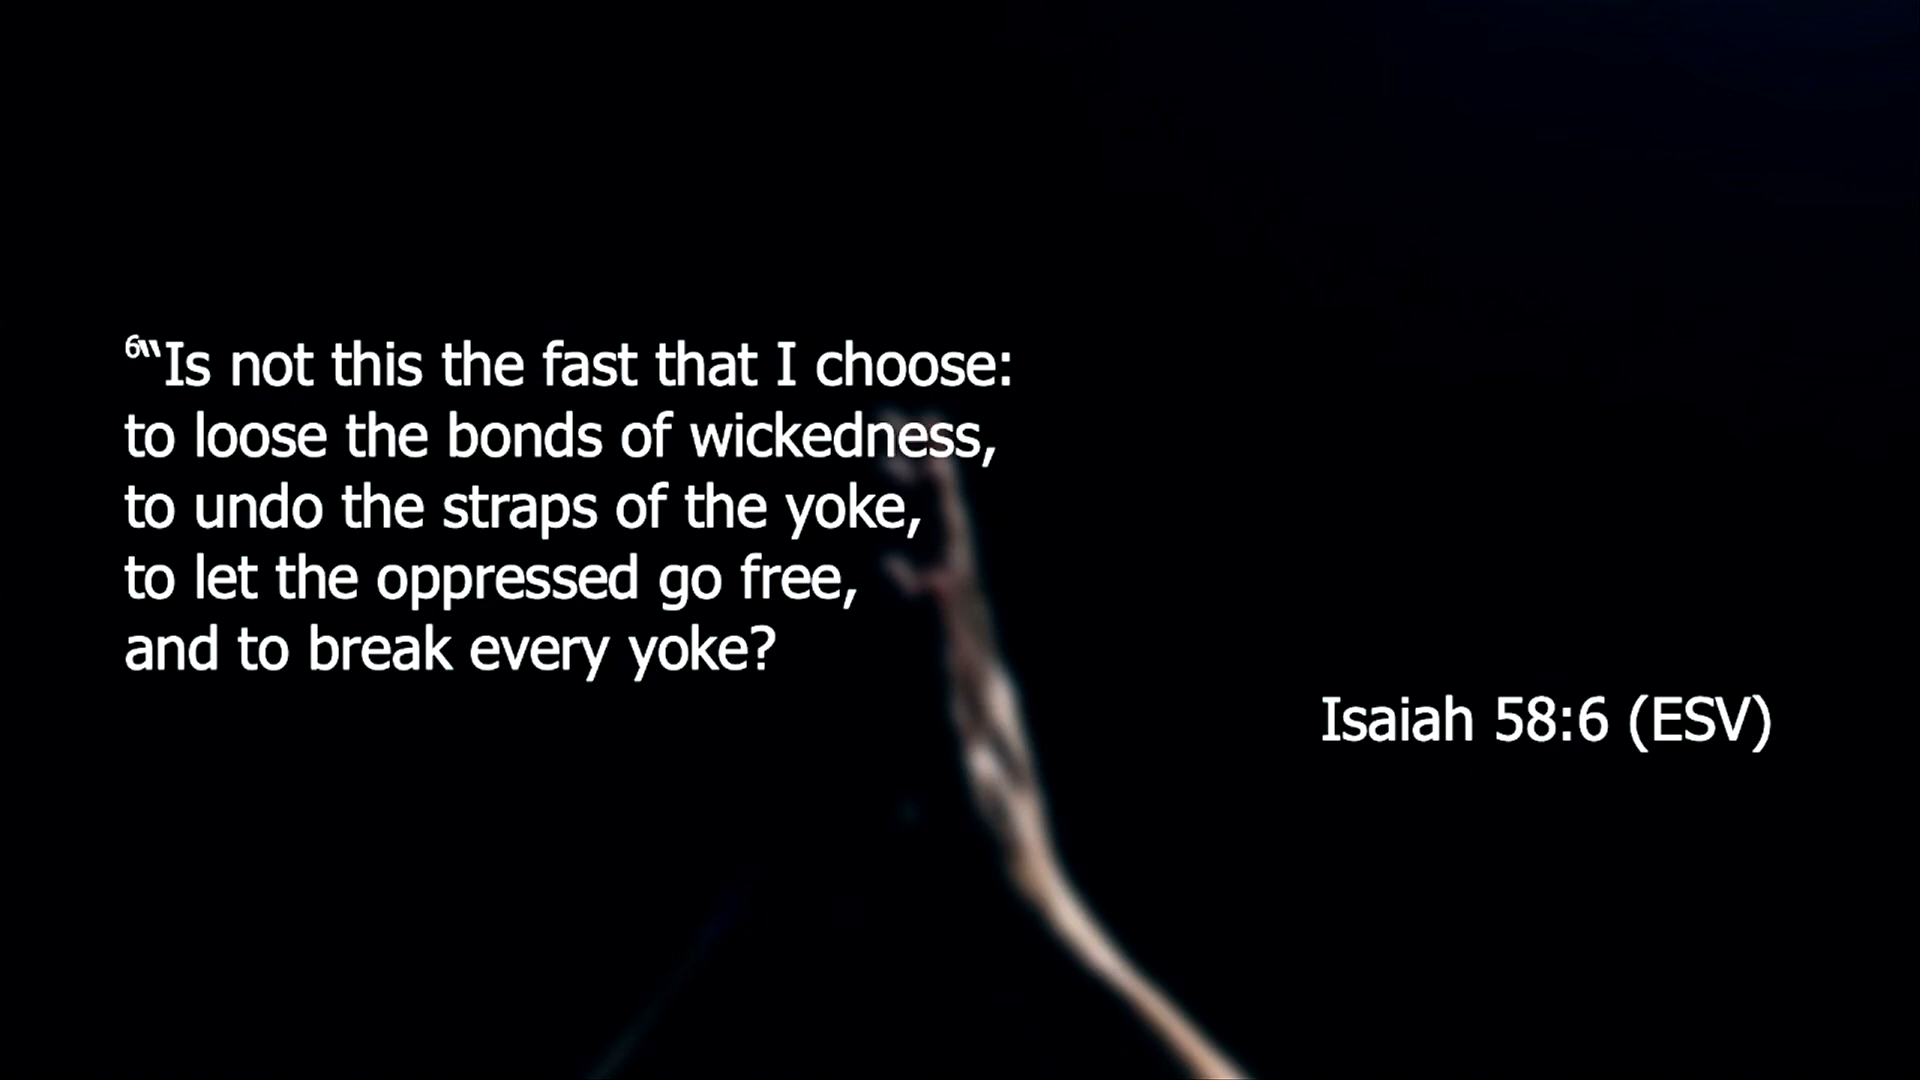 6“Is not this the fast that I choose:
to loose the bonds of wickedness,
to undo the straps of the yoke,
to let the oppressed go free,
and to break every yoke?
Isaiah 58:6 (ESV)